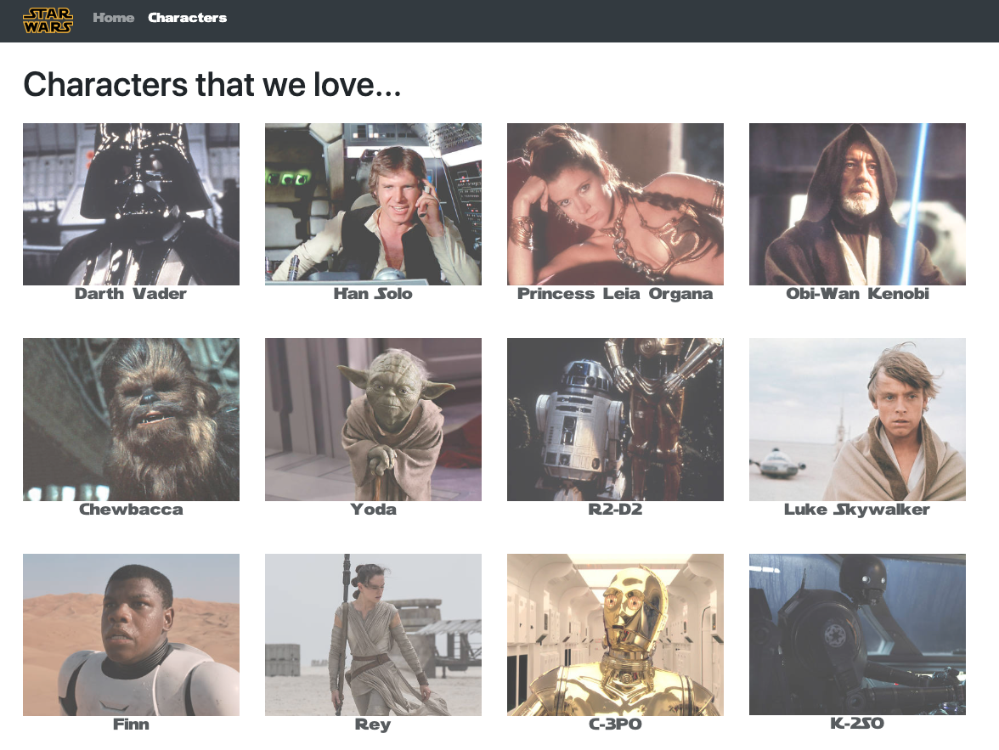 STAR
WARS
Home Characters
Characters that we love...
Darth Vader Han Solo Princess Leia Organa Obi-Wan Kenobi
Chewbacca Yoda R2-D2 Luke Skywalker
Finn Rey C-3PO K-2SO